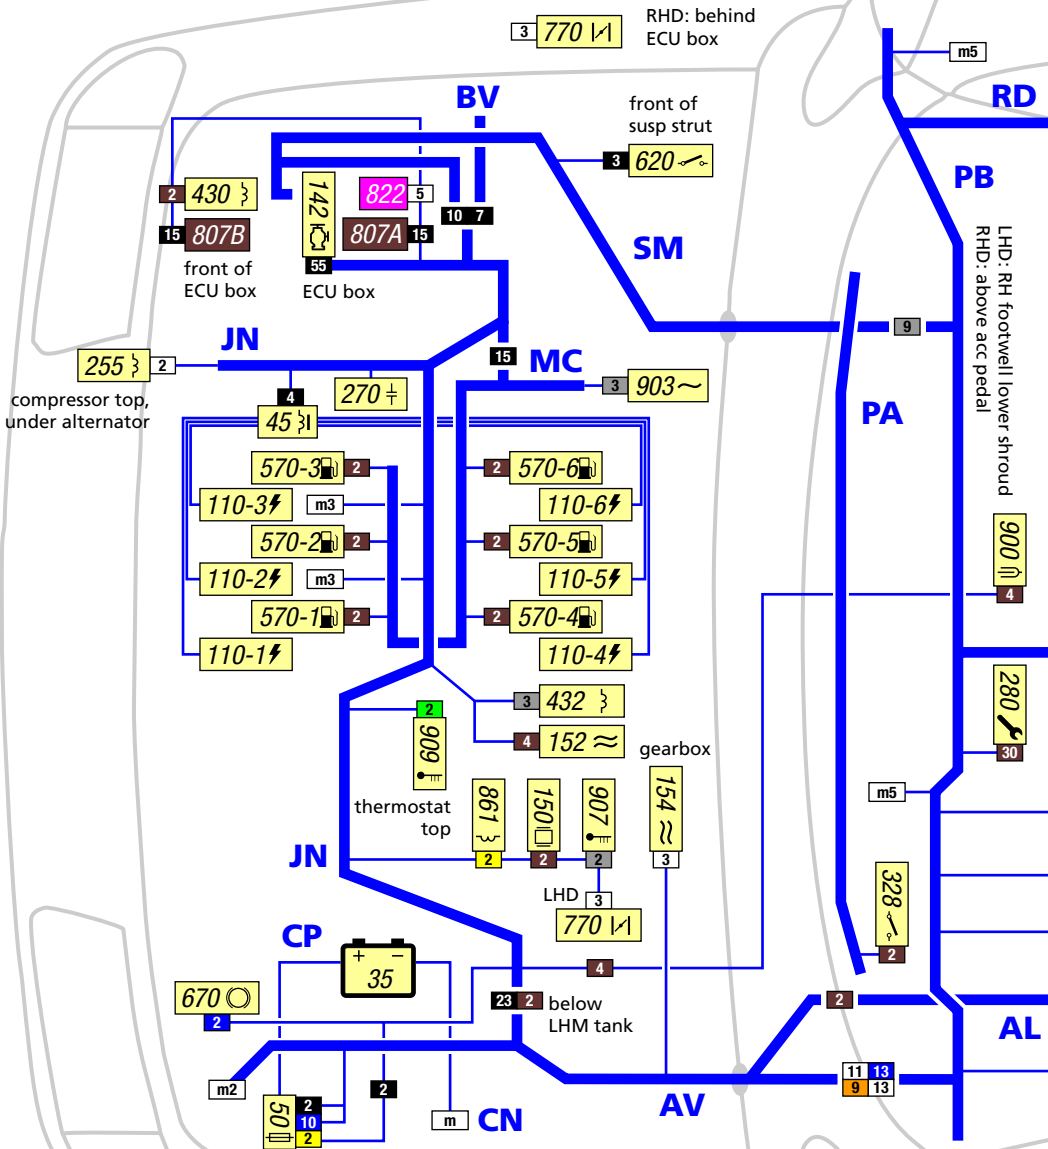 3 770
RHD: behind
ECU box
m5
BV
RD
front of
susp strut
3 620
PB
2 430
142
822 5
10 7
15 807B
807A 15
SM
front of
ECU box
55
ECU box
LHD: RH footwell lower shroud
RHD: above acc pedal
9
JN
15
MC
255 2
compressor top,
under alternator
4
270
3 903
45
PA
570-3 2
2 570-6
110-3
m3
110-6
570-2 2
2 570-5
900
4
110-2
m3
110-5
570-1 2
2 570-4
110-1
110-4
280
30
3 432
2
909
4 152
gearbox
thermostat
top
861
2
150
2
907
2
154
3
m5
JN
LHD
3
770
328
2
CP
+ −
35
4
670
2
23 2
below
LHM tank
2
AL
m2
2
11 13
9 13
AV
50
2
10
2
m
CN